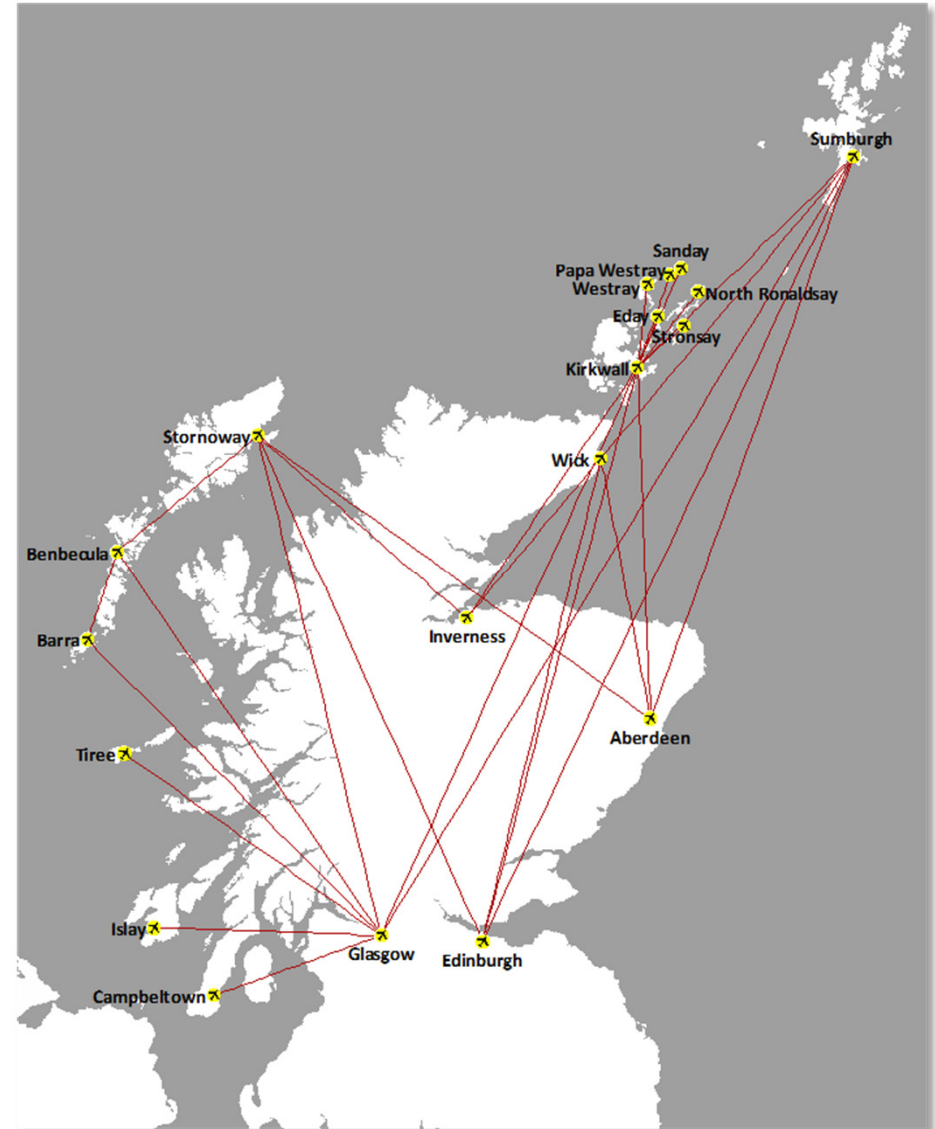 Sumburgh
Sanday
Papa Westray
Westray
North Ronaldsay
Eday
Stronsay
Kirkwall
Stornoway
Wick
Benbecula
Inverness
Barra
Aberdeen
Tiree
Islay
Glasgow
Edinburgh
Campbeltown